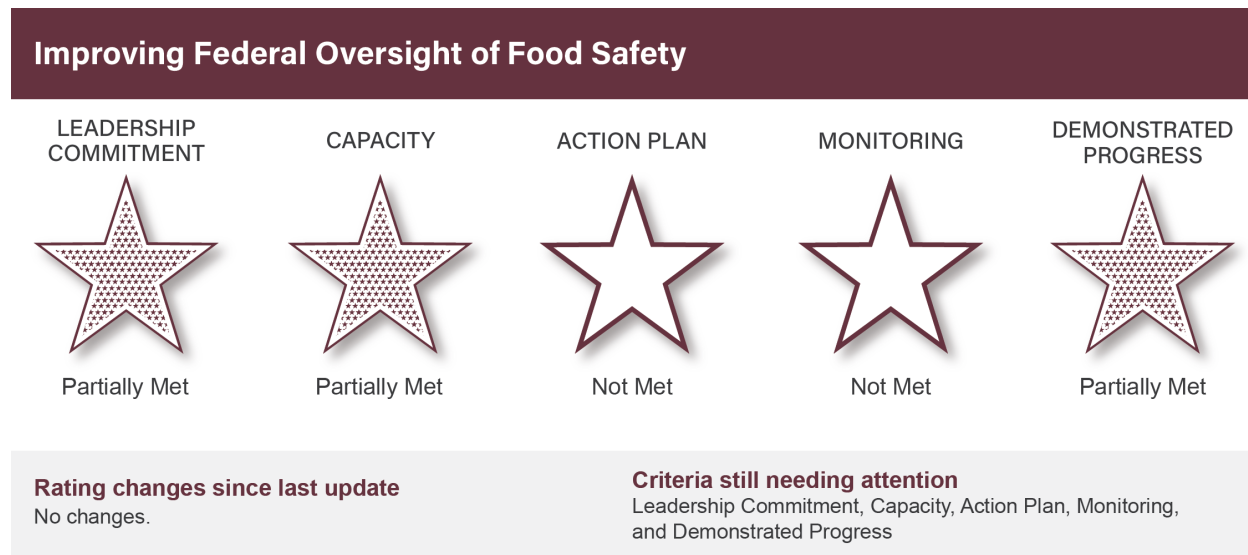 Improving Federal Oversight of Food Safety
LEADERSHIP
COMMITMENT
CAPACITY
ACTION PLAN
MONITORING
DEMONSTRATED
PROGRESS
Partially Met
Partially Met
Not Met
Not Met
Partially Met
Rating changes since last update
No changes.
Criteria still needing attention
Leadership Commitment, Capacity, Action Plan, Monitoring,
and Demonstrated Progress